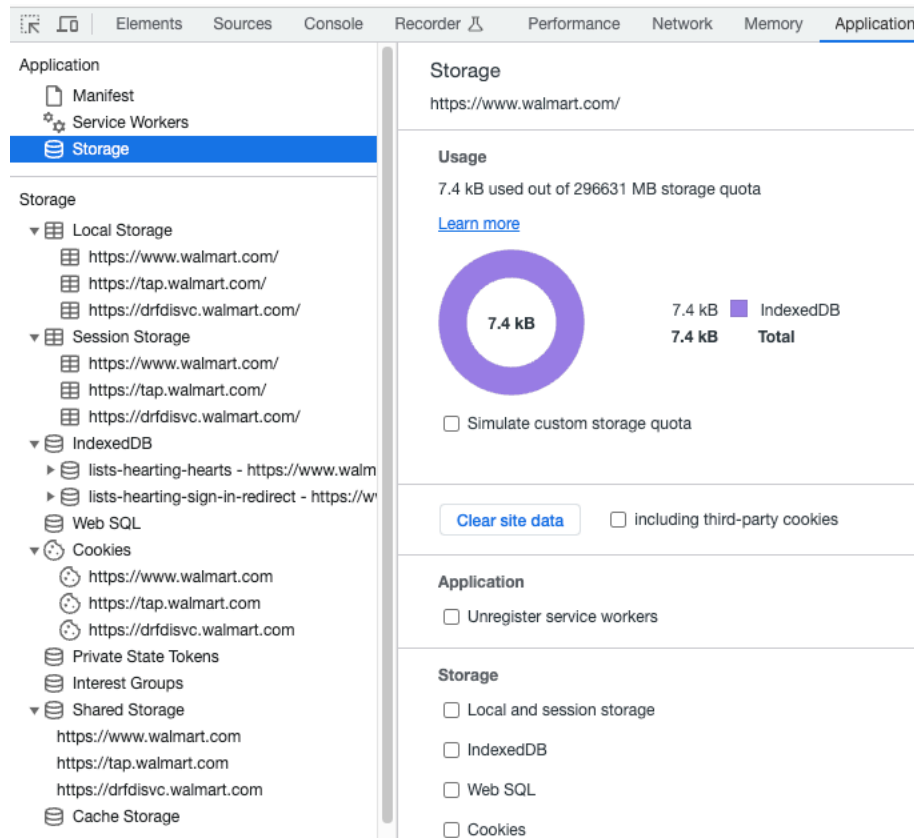 Elements Sources Console Recorder Performance Network Memory Application
Application
Manifest
Service Workers
Storage
Storage
Local Storage
https://www.walmart.com/
https://tap.walmart.com/
https://drfdisvc.walmart.com/
Session Storage
https://www.walmart.com/
https://tap.walmart.com/
https://drfdisvc.walmart.com/
IndexedDB
lists-hearting-hearts - https://www.walm
lists-hearting-sign-in-redirect - https://w
Web SQL
Cookies
https://www.walmart.com
https://tap.walmart.com
https://drfdisvc.walmart.com
Private State Tokens
Interest Groups
Shared Storage
https://www.walmart.com
https://tap.walmart.com
https://drfdisvc.walmart.com
Cache Storage
Storage
https://www.walmart.com/
Usage
7.4 kB used out of 296631 MB storage quota
Learn more
7.4 kB
7.4 kB IndexedDB
7.4 kB Total
Simulate custom storage quota
Clear site data including third-party cookies
Application
Unregister service workers
Storage
Local and session storage
IndexedDB
Web SQL
Cookies